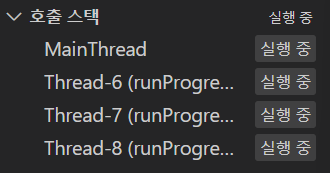 호출 스택 실행 중
MainThread 실행 중
Thread-6 (runProgre... 실행 중
Thread-7 (runProgre... 실행 중
Thread-8 (runProgre... 실행 중